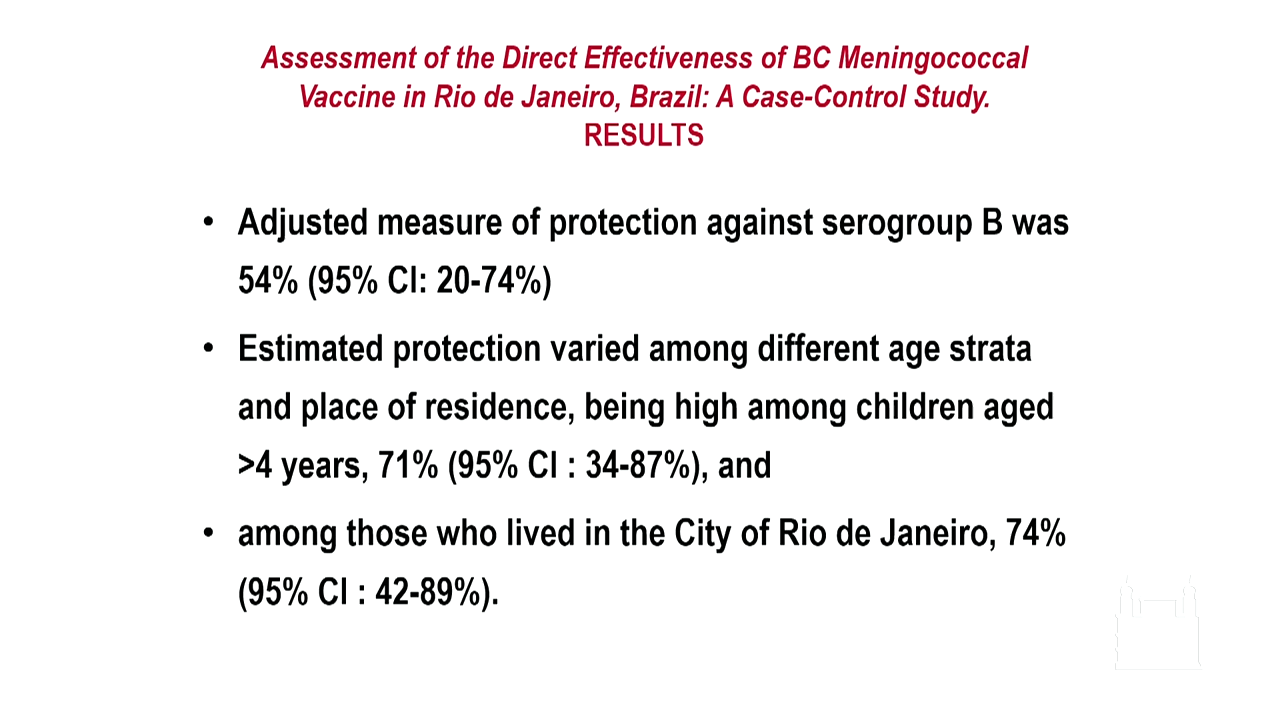 Assessment of the Direct Effectiveness of BC Meningococcal
Vaccine in Rio de Janeiro, Brazil: A Case-Control Study.
RESULTS
• Adjusted measure of protection against serogroup B was
54% (95% CI: 20-74%)
• Estimated protection varied among different age strata
and place of residence, being high among children aged
>4 years, 71% (95% CI : 34-87%), and
• among those who lived in the City of Rio de Janeiro, 74%
(95% CI : 42-89%).